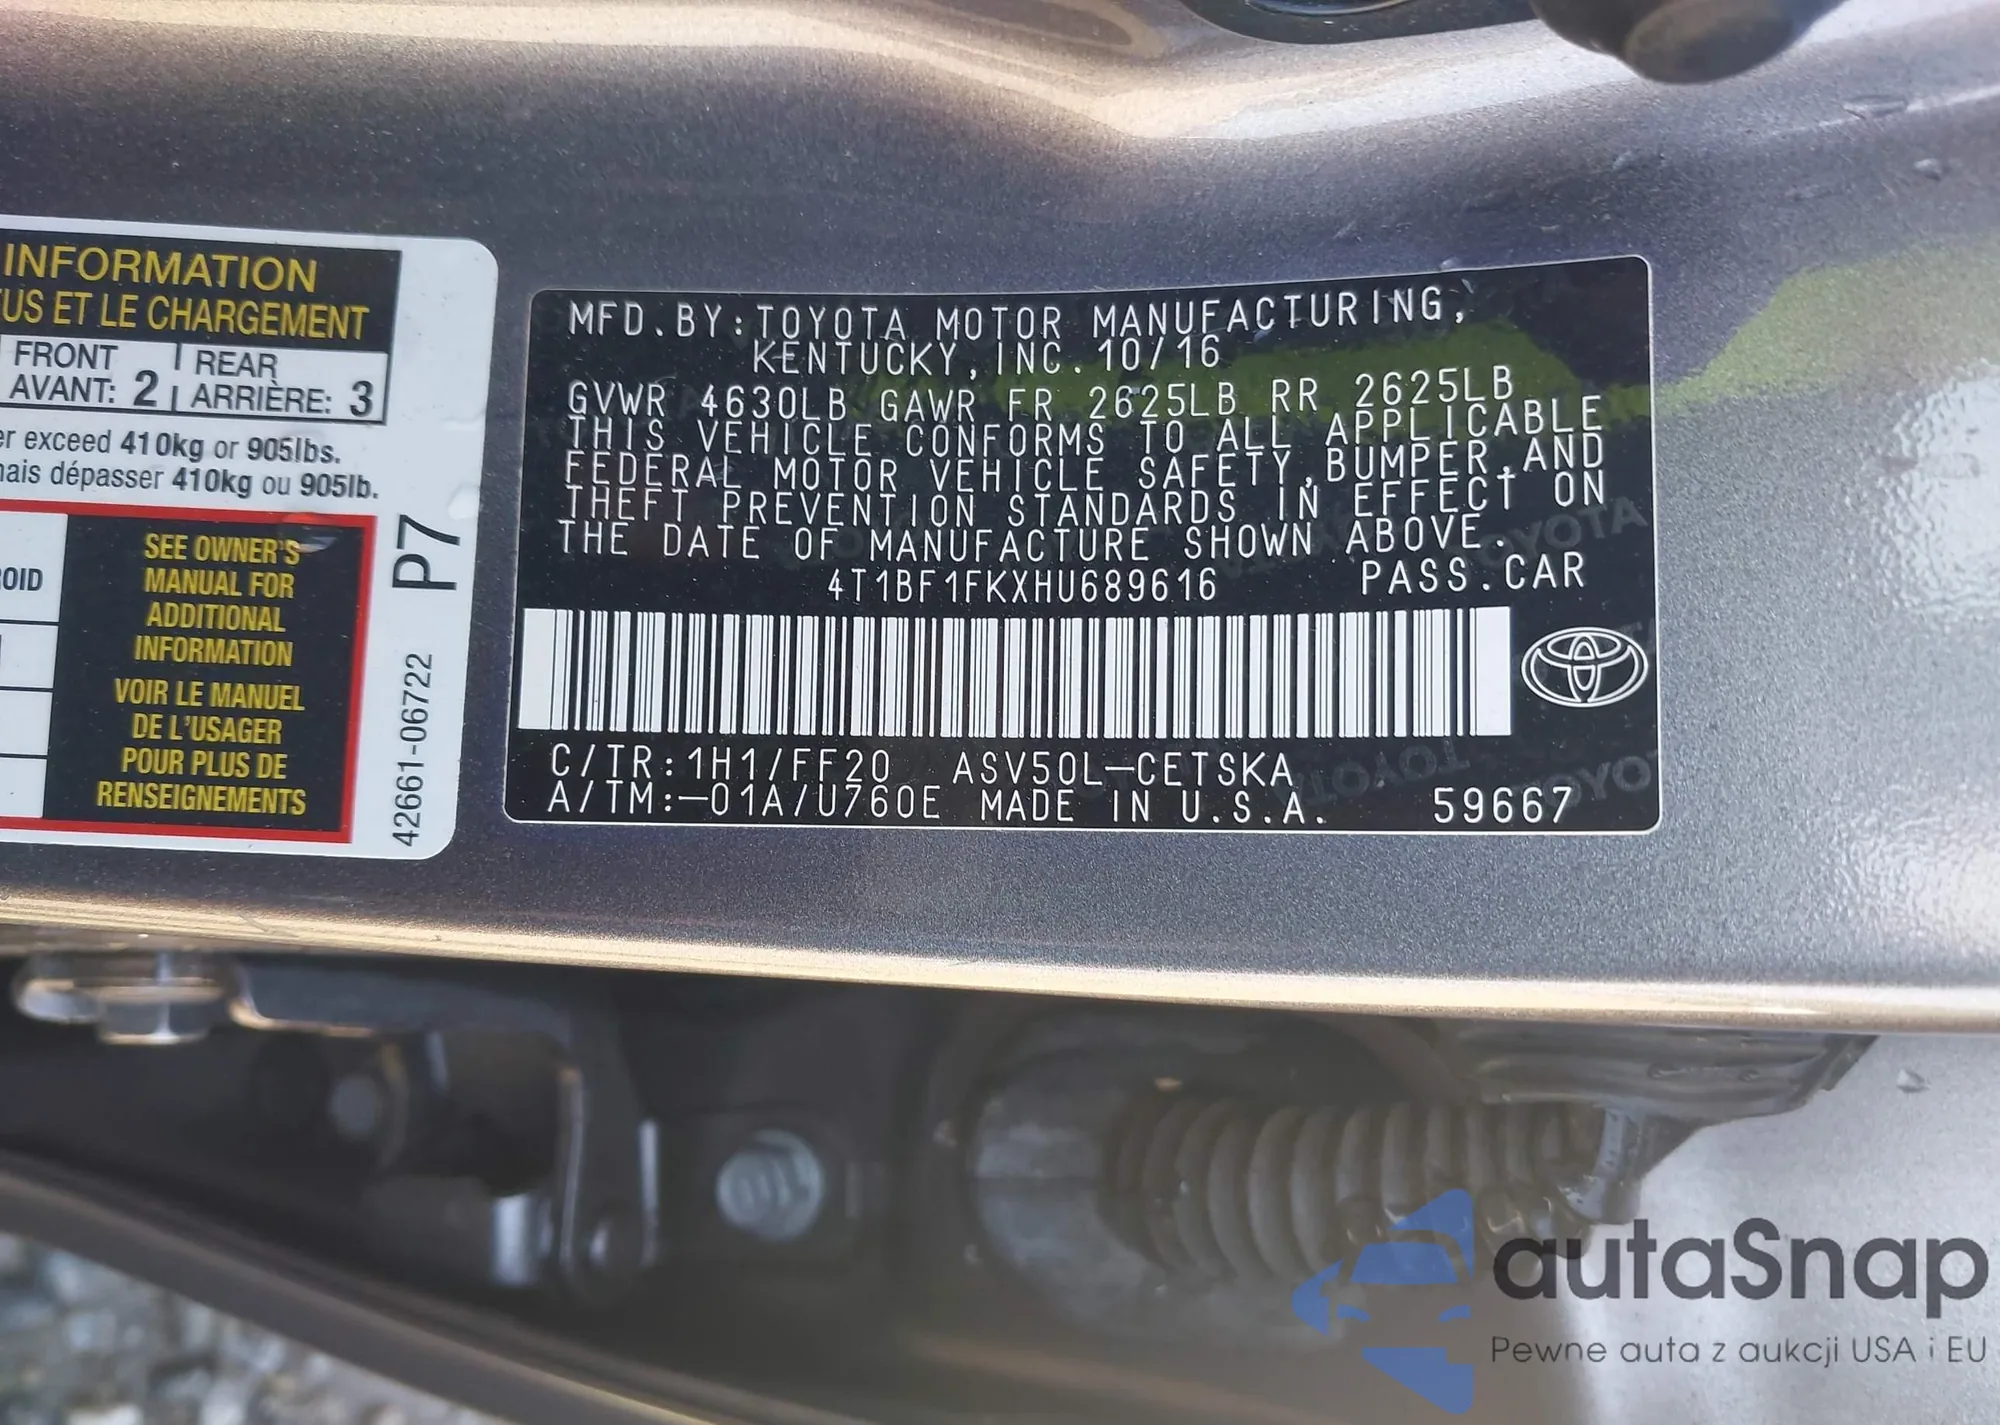 INFORMATION
US ET LE CHARGEMENT
FRONT
AVANT: 2
REAR
ARRIÈRE: 3
er exceed 410kg or 905lbs.
mais dépasser 410kg ou 905lb.
OID
SEE OWNER'S
MANUAL FOR
ADDITIONAL
INFORMATION
VOIR LE MANUEL
DE L'USAGER
POUR PLUS DE
RENSEIGNEMENTS
P7
42661-06722
MFD.BY:TOYOTA MOTOR MANUFACTURING,
KENTUCKY,INC.10/16
GVWR 4630LB GAWR FR 2625LB RR 2625LB
THIS VEHICLE CONFORMS TO ALL APPLICABLE
FEDERAL MOTOR VEHICLE SAFETY,BUMPER,AND
THEFT PREVENTION STANDARDS IN EFFECT ON
THE DATE OF MANUFACTURE SHOWN ABOVE.
4T1BF1FKXHU689616 PASS.CAR
C/TR:1H1/FF20 ASV50L-CETSKA
A/TM:-01A/U760E MADE IN U.S.A. 59667
autaSnap
Pewne auta z aukcji USA i EU